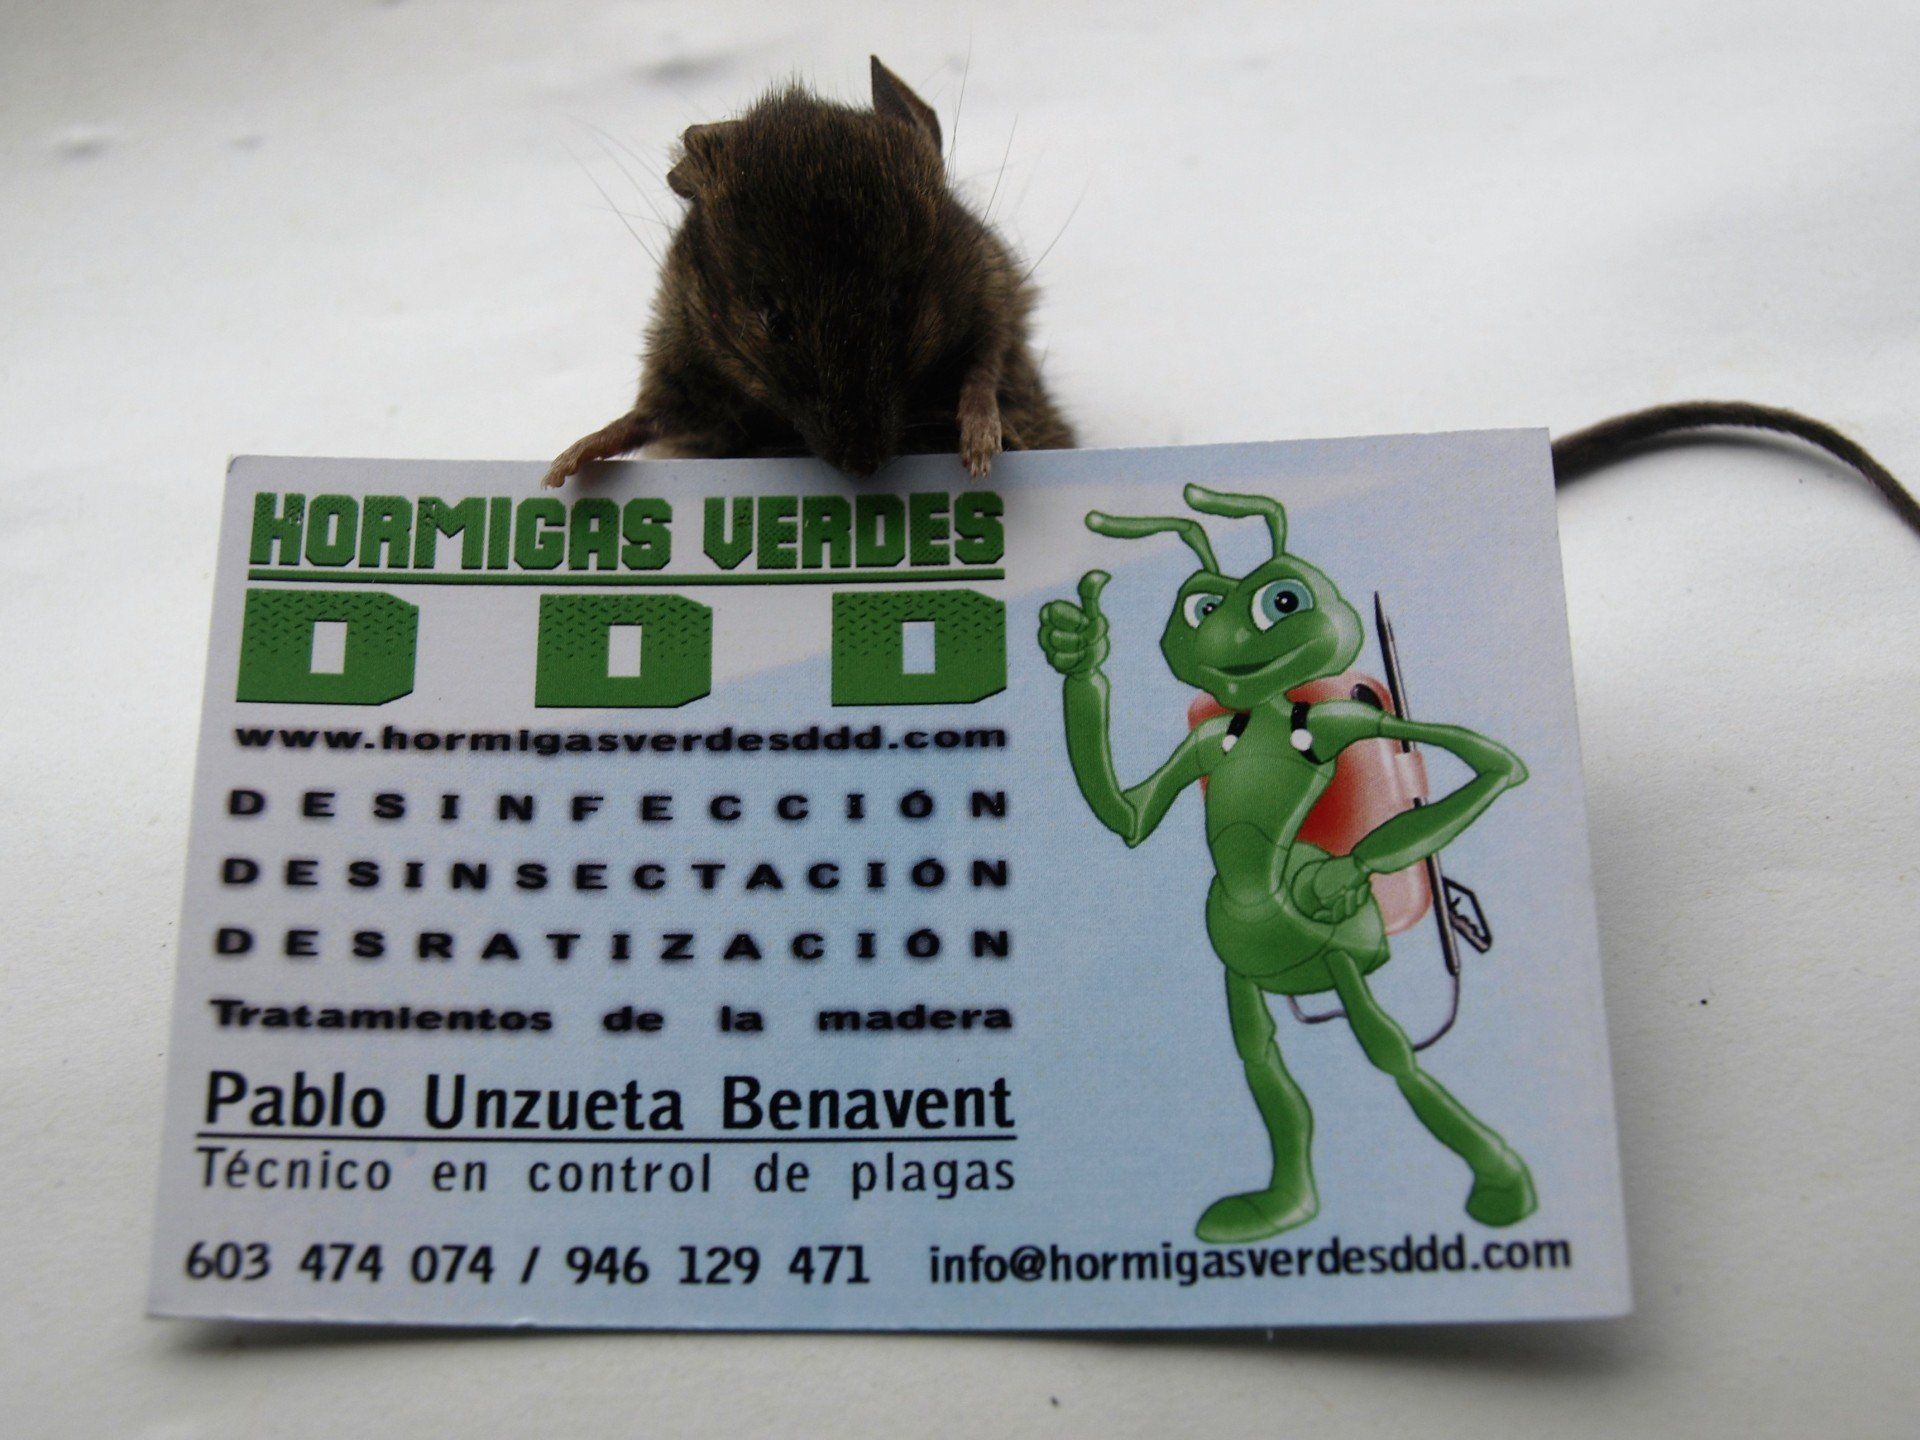 HORMIGAS VERDES
D D D
www.hormigasverdesddd.com
DESINFECCIÓN
DESINSECTACIÓN
DESRATIZACIÓN
Tratamientos de la madera
Pablo Unzueta Benavent
Técnico en control de plagas
603 474 074 / 946 129 471 info@hormigasverdesddd.com